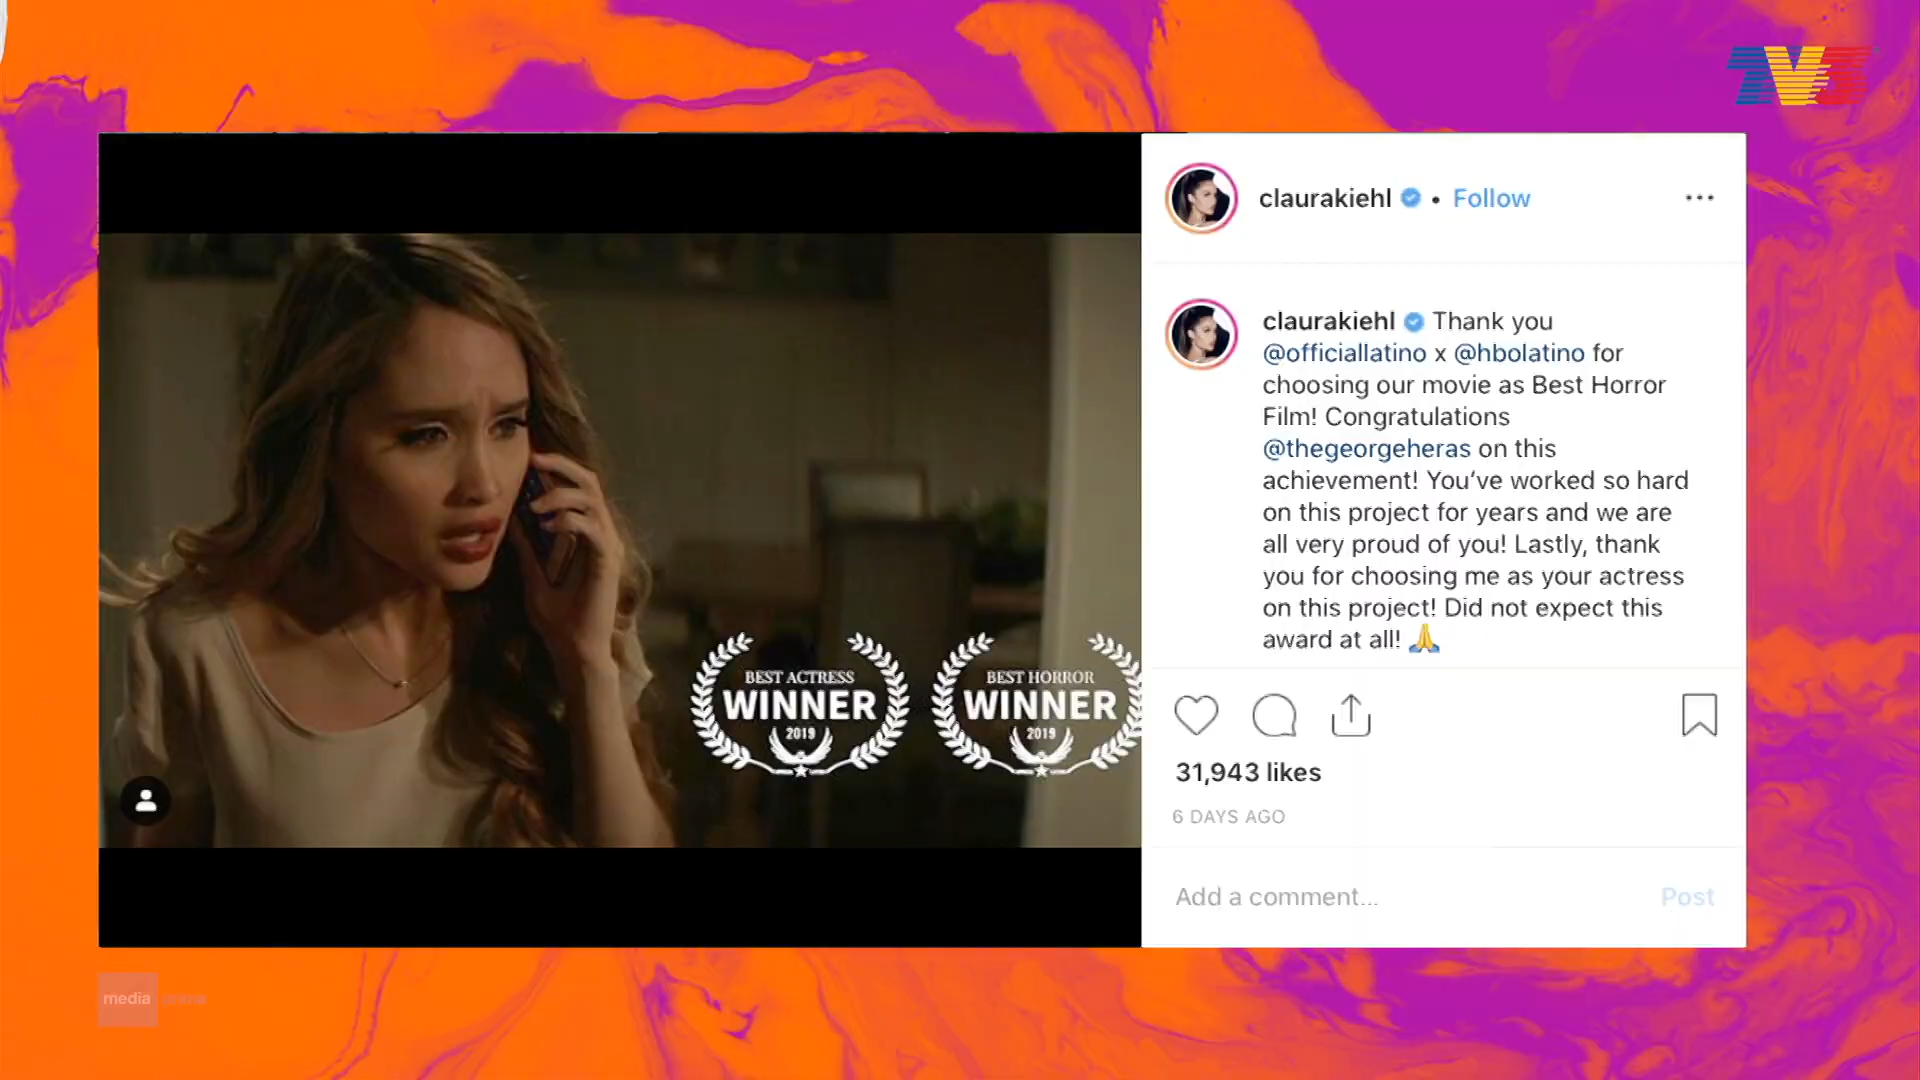 TV3
BEST ACTRESS
WINNER
2019
BEST HORROR
WINNER
2019
claurakiehl • Follow
claurakiehl Thank you
@officiallatino x @hbolatino for
choosing our movie as Best Horror
Film! Congratulations
@thegeorgeheras on this
achievement! You’ve worked so hard
on this project for years and we are
all very proud of you! Lastly, thank
you for choosing me as your actress
on this project! Did not expect this
award at all! 🙏
31,943 likes
6 DAYS AGO
Add a comment... Post
media